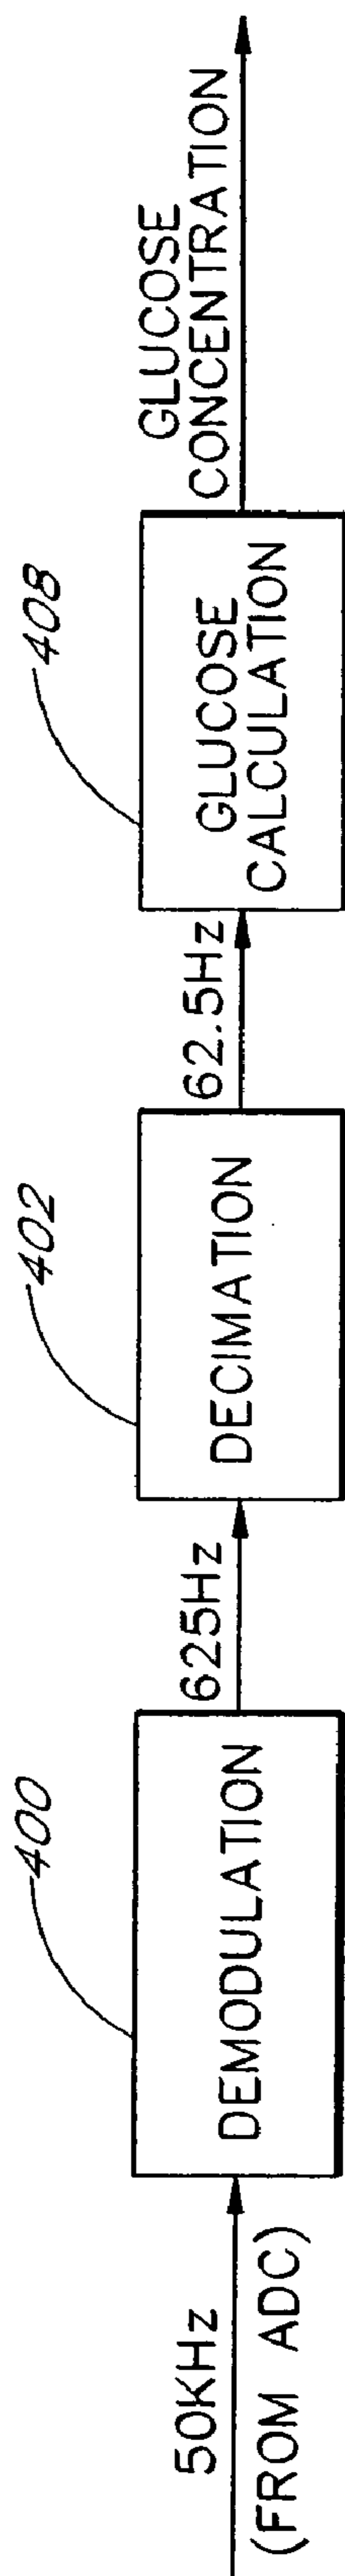 50KHz
(FROM ADC)
400
DEMODULATION
625Hz
402
DECIMATION
62.5Hz
408
GLUCOSE
CALCULATION
GLUCOSE
CONCENTRATION